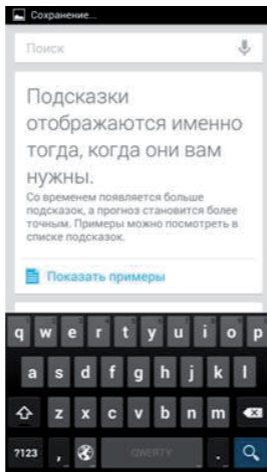 Сохранение...
Поиск
Подсказки
отображаются именно
тогда, когда они вам
нужны.
Со временем появляется больше
подсказок, а прогноз становится более
точным. Примеры можно посмотреть в
списке подсказок.
Показать примеры
q w e r t y u i o p
a s d f g h j k l
z x c v b n m
?123 , QWERTY .